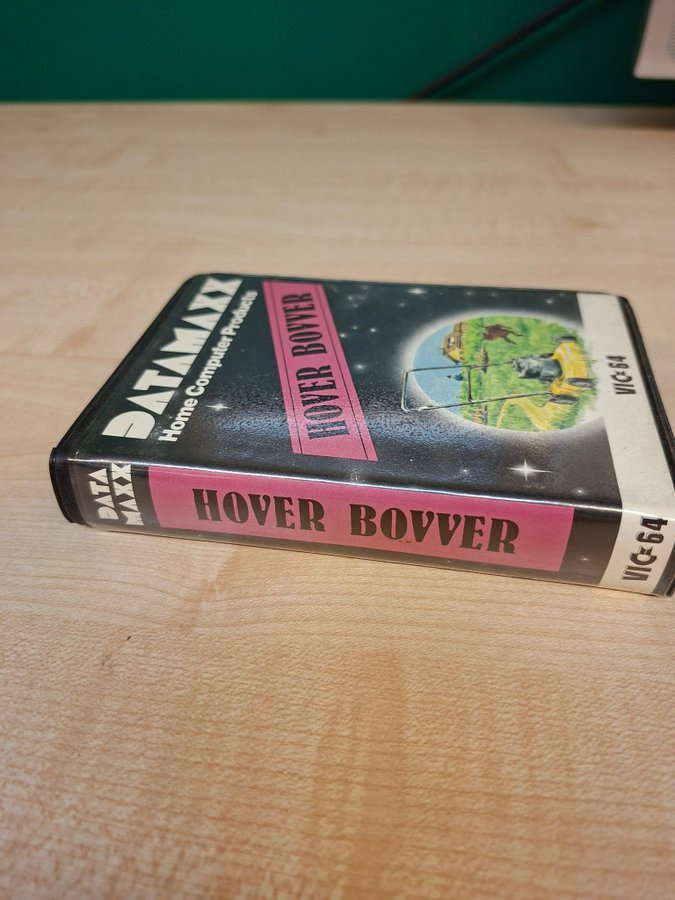 DATAMAXX
Home Computer Products
HOVER BOVVER
VIC-64
DATA
MAXX
HOVER BOVVER
VIC-64